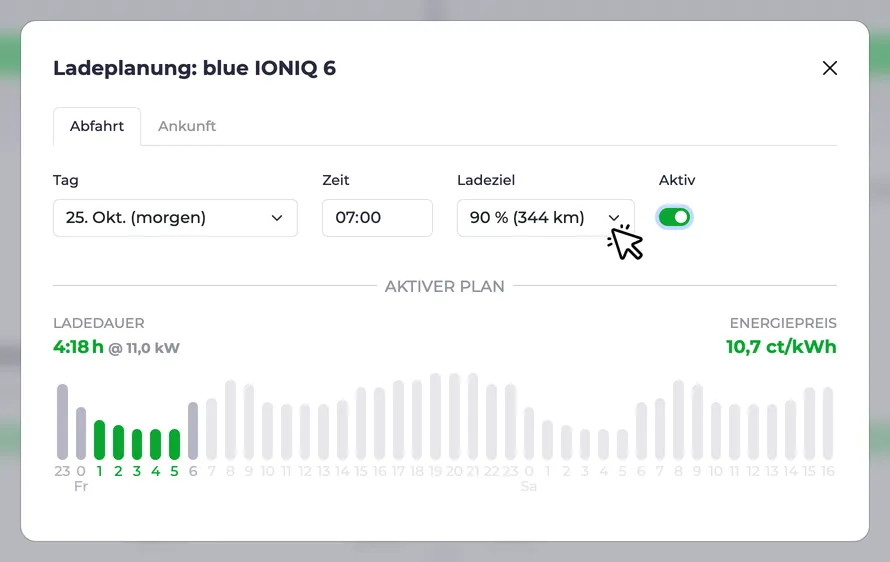 Ladeplanung: blue IONIQ 6
Abfahrt Ankunft
Tag Zeit Ladeziel Aktiv
25. Okt. (morgen) 07:00 90 % (344 km)
AKTIVER PLAN
LADEDAUER ENERGIEPREIS
4:18 h @ 11,0 kW 10,7 ct/kWh
23 0 1 2 3 4 5 6 7 8 9 10 11 12 13 14 15 16 17 18 19 20 21 22 23 0 1 2 3 4 5 6 7 8 9 10 11 12 13 14 15 16
Fr Sa